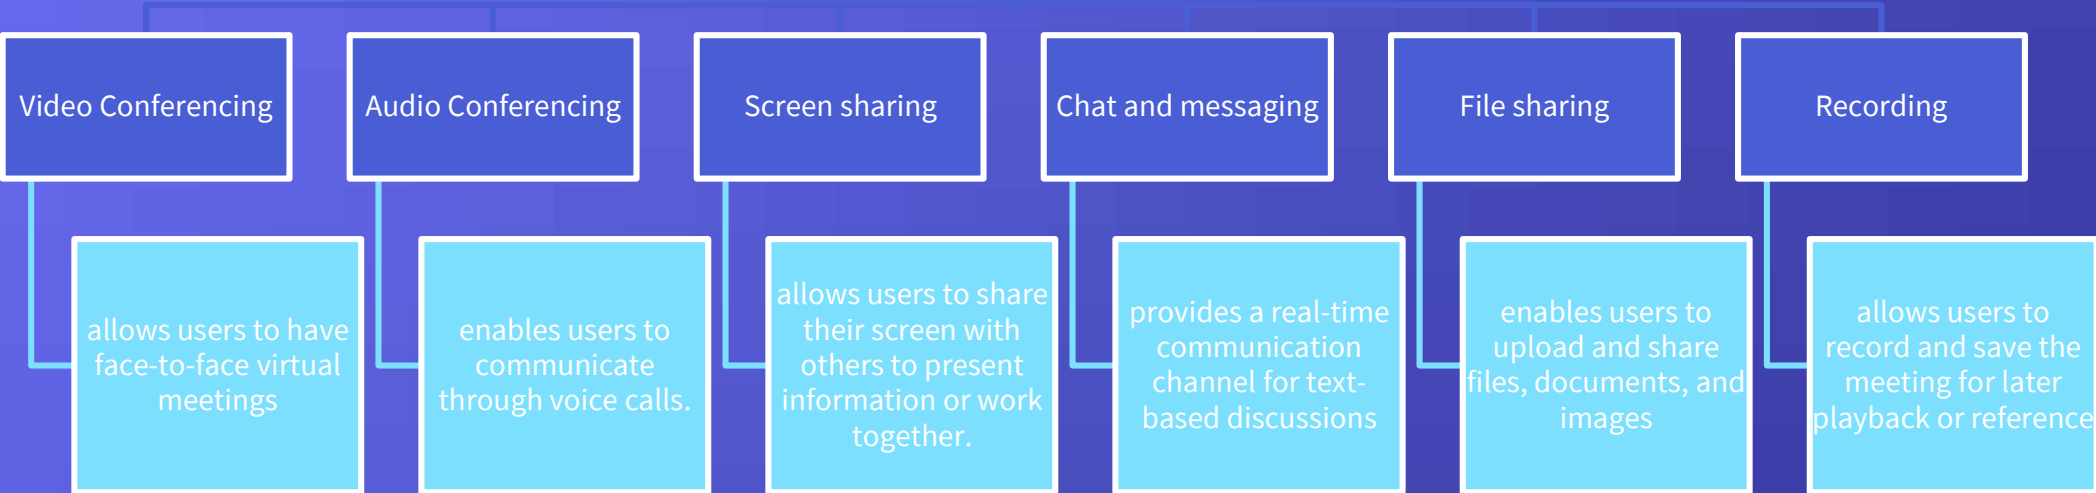 Video Conferencing
Audio Conferencing
Screen sharing
Chat and messaging
File sharing
Recording
allows users to have
face-to-face virtual
meetings
enables users to
communicate
through voice calls.
allows users to share
their screen with
others to present
information or work
together.
provides a real-time
communication
channel for text-
based discussions
enables users to
upload and share
files, documents, and
images
allows users to
record and save the
meeting for later
playback or reference